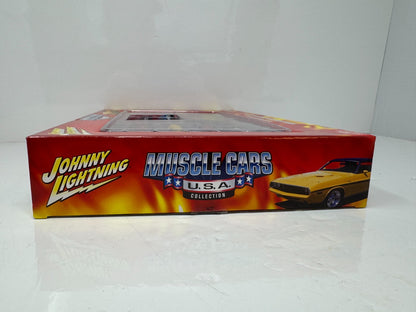 JOHNNY
LIGHTNING
MUSCLE CARS
U.S.A.
COLLECTION